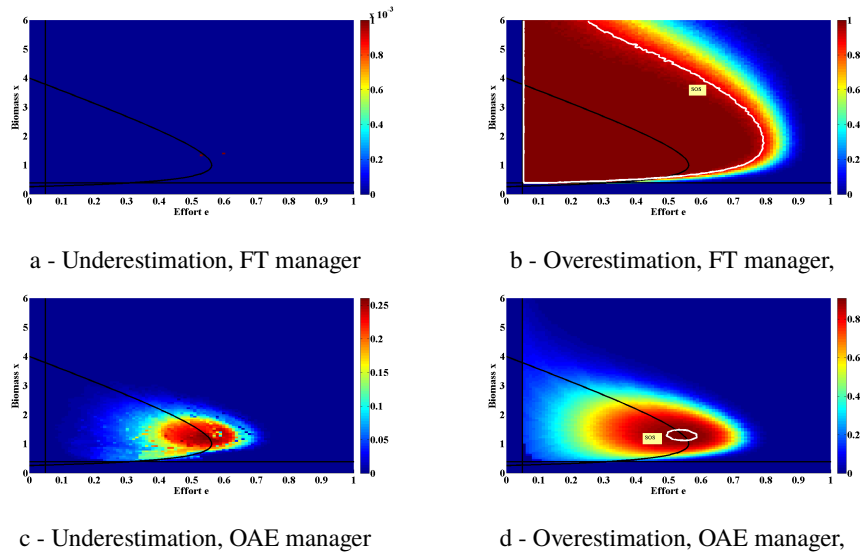 x 10⁻³
6
5
4
3
2
1
0
Biomass x
0 0.1 0.2 0.3 0.4 0.5 0.6 0.7 0.8 0.9 1
Effort e
1
0.8
0.6
0.4
0.2
0
a - Underestimation, FT manager
6
5
4
3
2
1
0
Biomass x
SOS
0 0.1 0.2 0.3 0.4 0.5 0.6 0.7 0.8 0.9 1
Effort e
1
0.8
0.6
0.4
0.2
0
b - Overestimation, FT manager,
6
5
4
3
2
1
0
Biomass x
0 0.1 0.2 0.3 0.4 0.5 0.6 0.7 0.8 0.9 1
Effort e
0.25
0.2
0.15
0.1
0.05
0
c - Underestimation, OAE manager
6
5
4
3
2
1
0
Biomass x
SOS
0 0.1 0.2 0.3 0.4 0.5 0.6 0.7 0.8 0.9 1
Effort e
0.8
0.6
0.4
0.2
0
d - Overestimation, OAE manager,